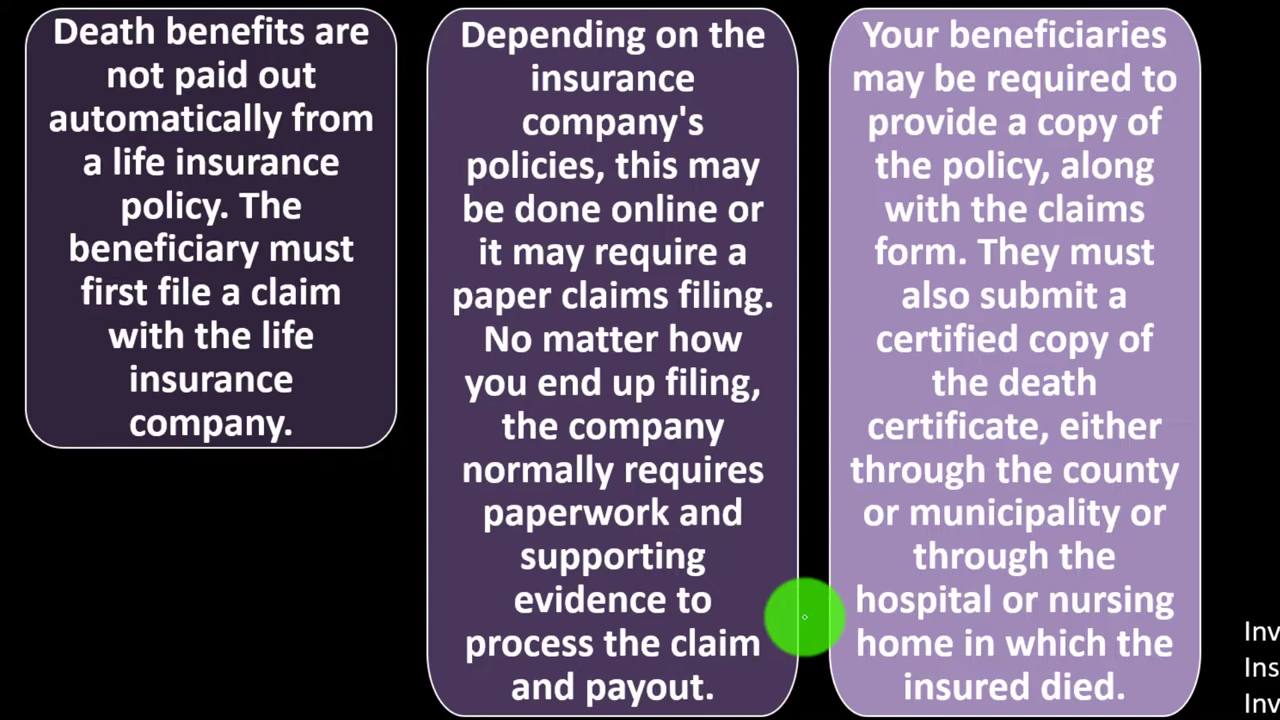 Death benefits are
not paid out
automatically from
a life insurance
policy. The
beneficiary must
first file a claim
with the life
insurance
company.
Depending on the
insurance
company's
policies, this may
be done online or
it may require a
paper claims filing.
No matter how
you end up filing,
the company
normally requires
paperwork and
supporting
evidence to
process the claim
and payout.
Your beneficiaries
may be required to
provide a copy of
the policy, along
with the claims
form. They must
also submit a
certified copy of
the death
certificate, either
through the county
or municipality or
through the
hospital or nursing
home in which the
insured died.
Inv
Ins
Inv